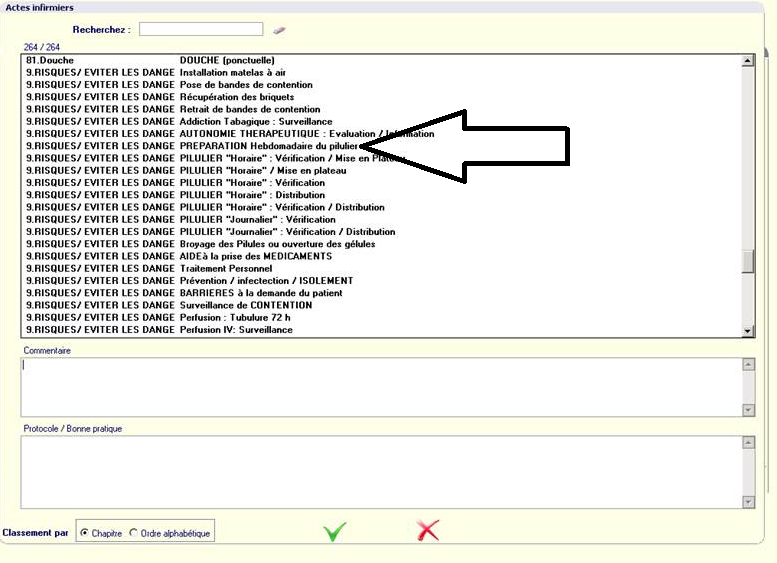 Actes infirmiers
Recherchez :
264 / 264
81.Douche DOUCHE (ponctuelle)
9.RISQUES/ EVITER LES DANGE Installation matelas à air
9.RISQUES/ EVITER LES DANGE Pose de bandes de contention
9.RISQUES/ EVITER LES DANGE Récupération des briquets
9.RISQUES/ EVITER LES DANGE Retrait de bandes de contention
9.RISQUES/ EVITER LES DANGE Addiction Tabagique : Surveillance
9.RISQUES/ EVITER LES DANGE AUTONOMIE THERAPEUTIQUE : Evaluation / Information
9.RISQUES/ EVITER LES DANGE PREPARATION Hebdomadaire du pilulier
9.RISQUES/ EVITER LES DANGE PILULIER "Horaire" : Vérification / Mise en Plateau
9.RISQUES/ EVITER LES DANGE PILULIER "Horaire" / Mise en plateau
9.RISQUES/ EVITER LES DANGE PILULIER "Horaire" : Vérification
9.RISQUES/ EVITER LES DANGE PILULIER "Horaire" : Distribution
9.RISQUES/ EVITER LES DANGE PILULIER "Horaire" : Vérification / Distribution
9.RISQUES/ EVITER LES DANGE PILULIER "Journalier" : Vérification
9.RISQUES/ EVITER LES DANGE PILULIER "Journalier" : Vérification / Distribution
9.RISQUES/ EVITER LES DANGE Broyage des Pilules ou ouverture des gélules
9.RISQUES/ EVITER LES DANGE AIDEà la prise des MEDICAMENTS
9.RISQUES/ EVITER LES DANGE Traitement Personnel
9.RISQUES/ EVITER LES DANGE Prévention / infectection / ISOLEMENT
9.RISQUES/ EVITER LES DANGE BARRIERES à la demande du patient
9.RISQUES/ EVITER LES DANGE Surveillance de CONTENTION
9.RISQUES/ EVITER LES DANGE Perfusion : Tubulure 72 h
9.RISQUES/ EVITER LES DANGE Perfusion IV: Surveillance
Commentaire
Protocole / Bonne pratique
Classement par Chapitre Ordre alphabétique